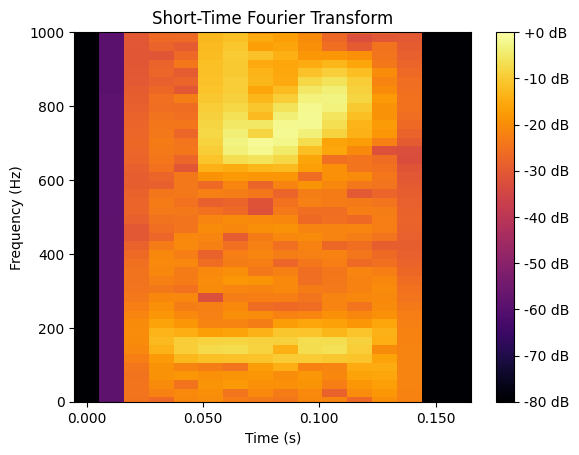 Short-Time Fourier Transform
1000
800
600
400
200
0
Frequency (Hz)
0.000
0.050
0.100
0.150
Time (s)
+0 dB
-10 dB
-20 dB
-30 dB
-40 dB
-50 dB
-60 dB
-70 dB
-80 dB